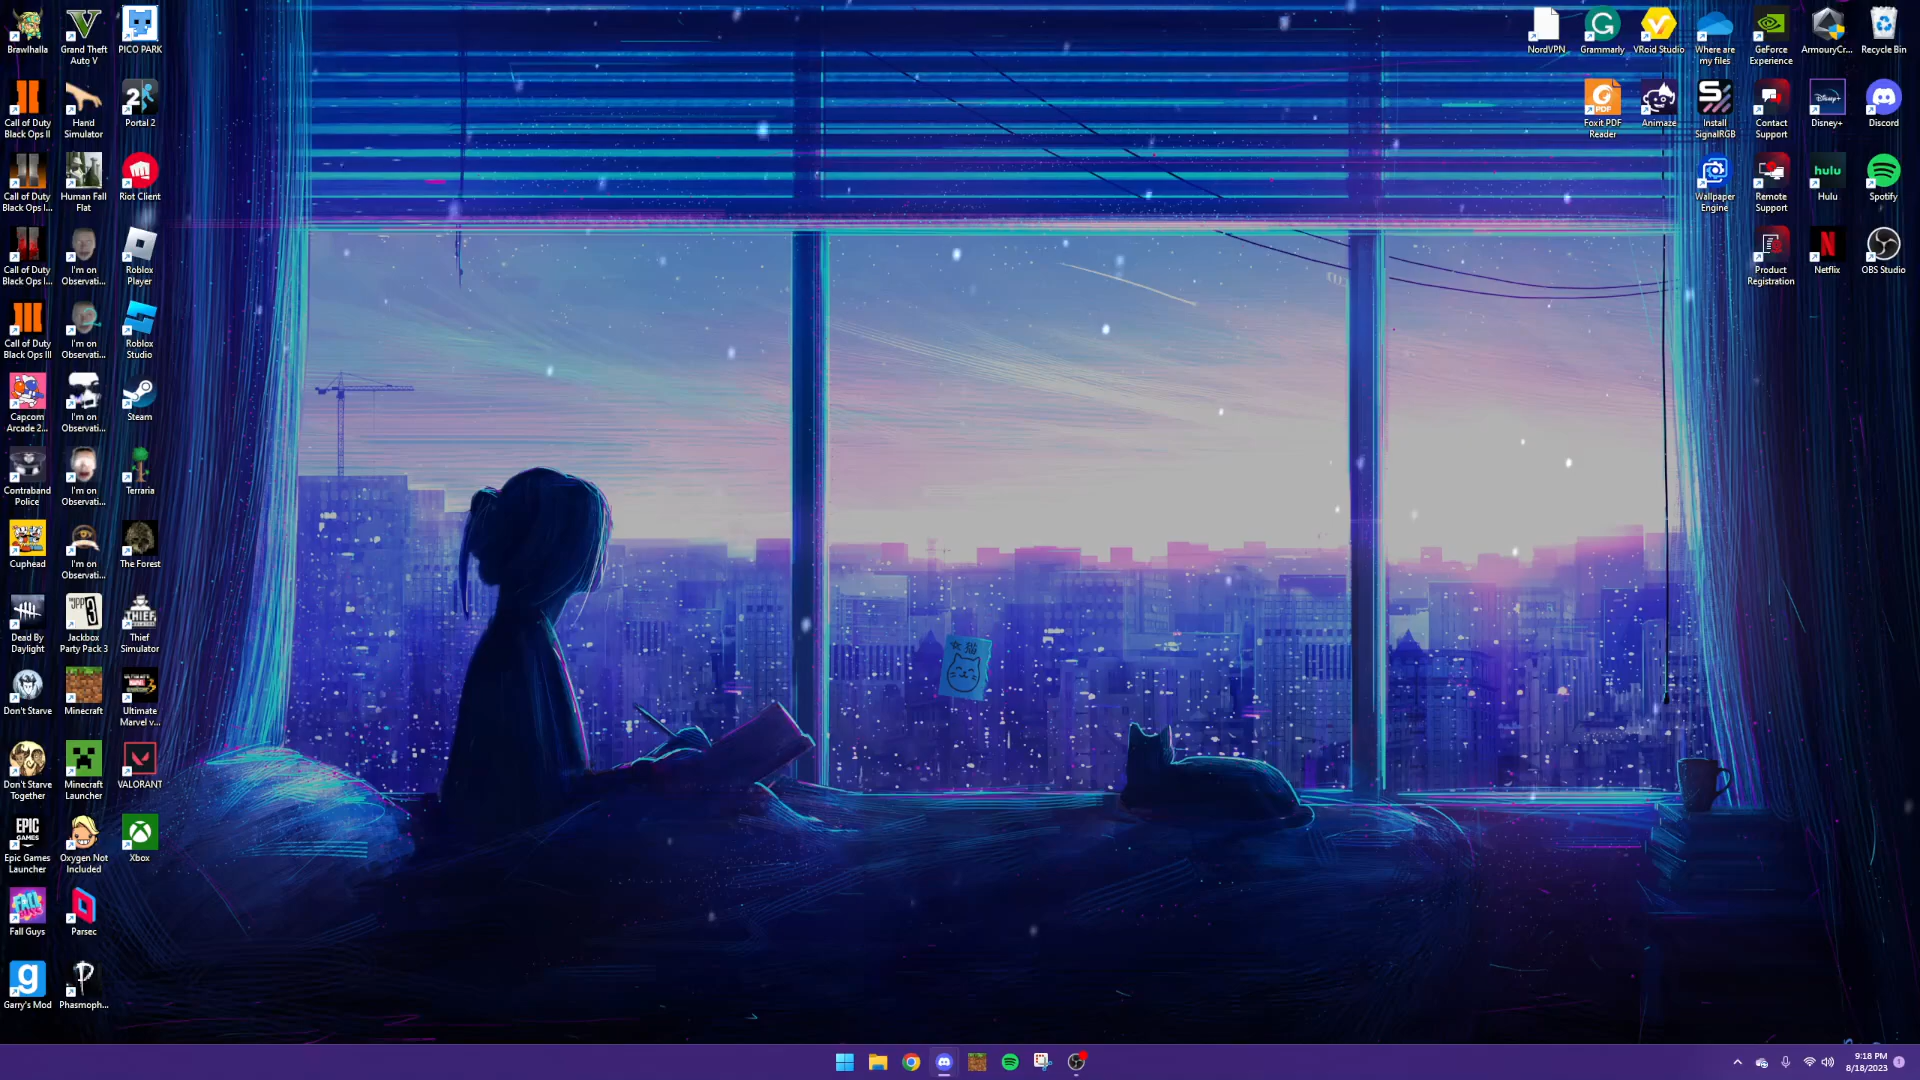 Brawlhalla
Grand Theft
Auto V
PICO PARK
Call of Duty
Black Ops II
Hand
Simulator
Portal 2
Call of Duty
Black Ops I...
Human Fall
Flat
Riot Client
Call of Duty
Black Ops I...
I'm on
Observati...
Roblox
Player
Call of Duty
Black Ops III
I'm on
Observati...
Roblox
Studio
Capcom
Arcade 2...
I'm on
Observati...
Steam
Contraband
Police
I'm on
Observati...
Terraria
Cuphead
I'm on
Observati...
The Forest
Dead By
Daylight
Jackbox
Party Pack 3
Thief
Simulator
Don't Starve
Minecraft
Ultimate
Marvel v...
Don't Starve
Together
Minecraft
Launcher
VALORANT
Epic Games
Launcher
Oxygen Not
Included
Xbox
Fall Guys
Parsec
Garry's Mod
Phasmoph...
NordVPN
Grammarly
VRoid Studio
Where are
my files
GeForce
Experience
ArmouryCr...
Recycle Bin
Foxit PDF
Reader
Animaze
Install
SignalRGB
Contact
Support
Disney+
Discord
Wallpaper
Engine
Remote
Support
Hulu
Spotify
Product
Registration
Netflix
OBS Studio
女猫
9:18 PM
8/18/2023
1